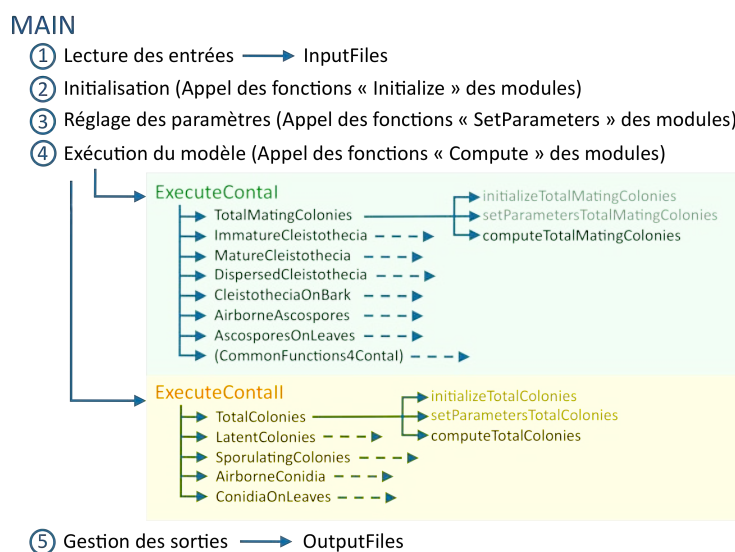 MAIN
1 Lecture des entrées InputFiles
2 Initialisation (Appel des fonctions « Initialize » des modules)
3 Réglage des paramètres (Appel des fonctions « SetParameters » des modules)
4 Exécution du modèle (Appel des fonctions « Compute » des modules)
ExecuteContaI
TotalMatingColonies
initializeTotalMatingColonies
setParametersTotalMatingColonies
computeTotalMatingColonies
ImmatureCleistothecia
MatureCleistothecia
DispersedCleistothecia
CleistotheciaOnBark
AirborneAscospores
AscosporesOnLeaves
(CommonFunctions4ContaI)
ExecuteContaII
TotalColonies
initializeTotalColonies
setParametersTotalColonies
computeTotalColonies
LatentColonies
SporulatingColonies
AirborneConidia
ConidiaOnLeaves
5 Gestion des sorties OutputFiles